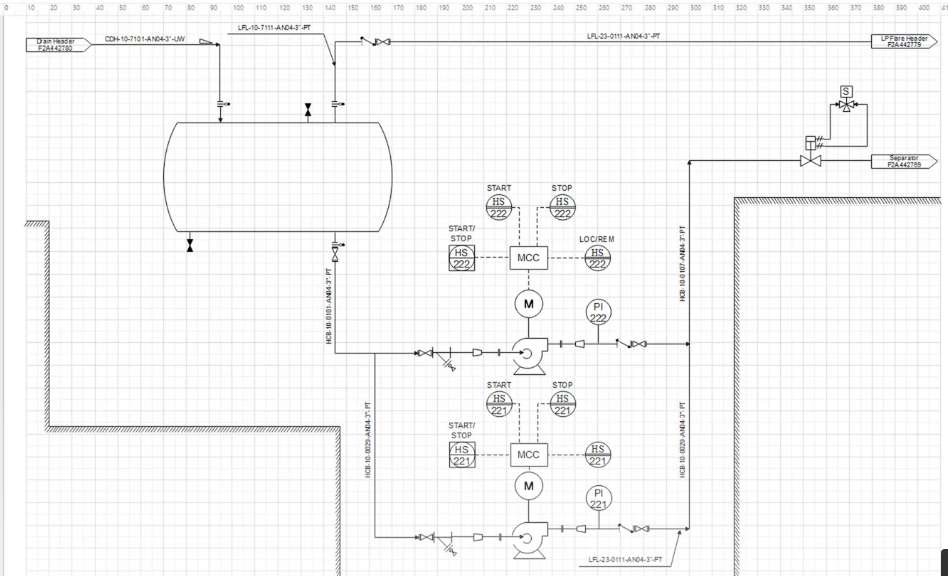 0 10 20 30 40 50 60 70 80 90 100 110 120 130 140 150 160 170 180 190 200 210 220 230 240 250 260 270 280 290 300 310 320 330 340 350 360 370 380 390 400 41
LFL-10-7111-AN04-3"-PT
Drain Header
F2A442780
CDH-10-7101-AN04-3"-UW
LFL-23-0111-AN04-3"-PT
LP Flare Header
F2A442779
S
Separator
F2A442769
START
STOP
HS
222
HS
222
START/
STOP
HS
222
MCC
LOC/REM
HS
222
HCB-10-0107-AN04-3"-PT
HCB-10-0101-AN04-3"-PT
M
PI
222
START
STOP
HS
221
HS
221
START/
STOP
HS
221
MCC
HS
221
HCB-10-0029-AN04-3"-PT
HCB-10-0029-AN04-3"-PT
M
PI
221
LFL-23-0111-AN04-3"-PT